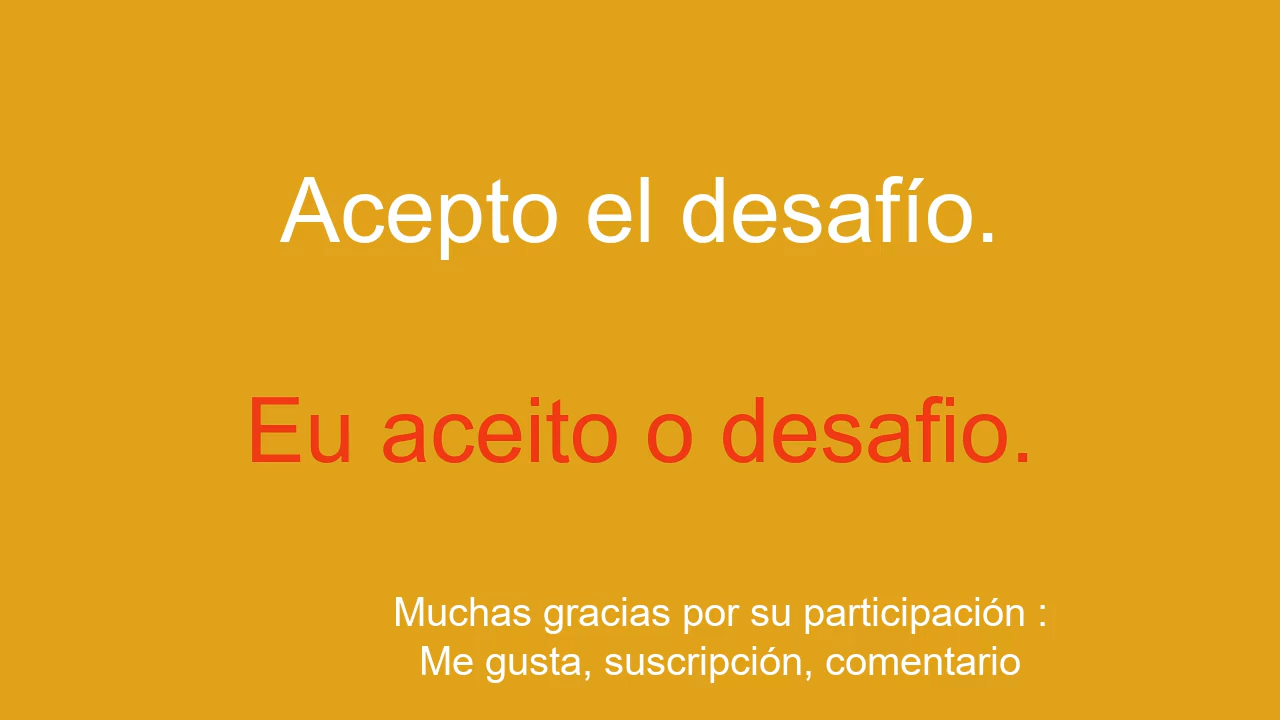 Acepto el desafío.
Eu aceito o desafio.
Muchas gracias por su participación :
Me gusta, suscripción, comentario